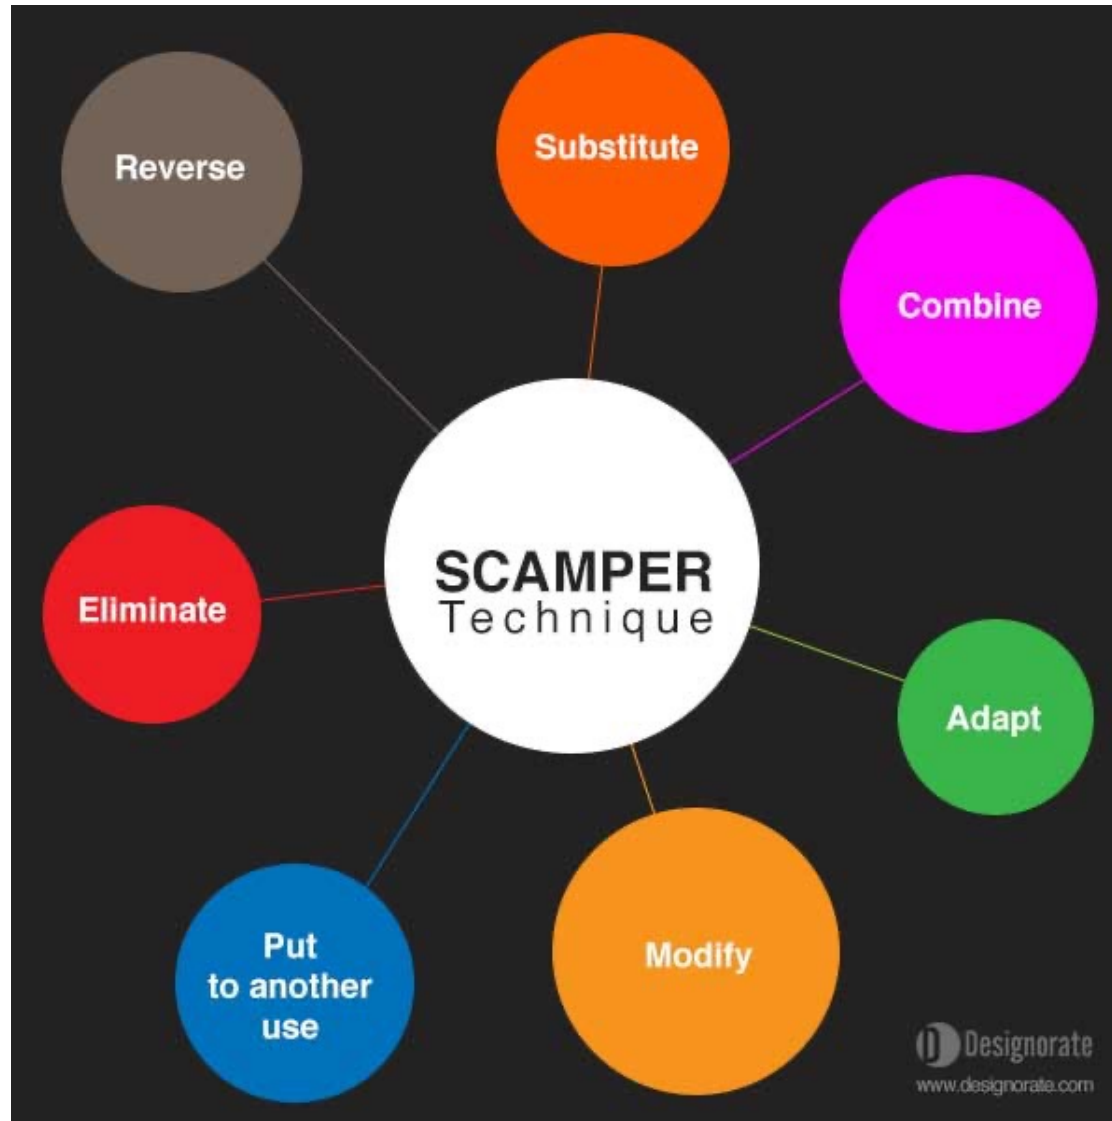 SCAMPER
Technique
Substitute
Combine
Adapt
Modify
Put
to another
use
Eliminate
Reverse
Designorate
www.designorate.com